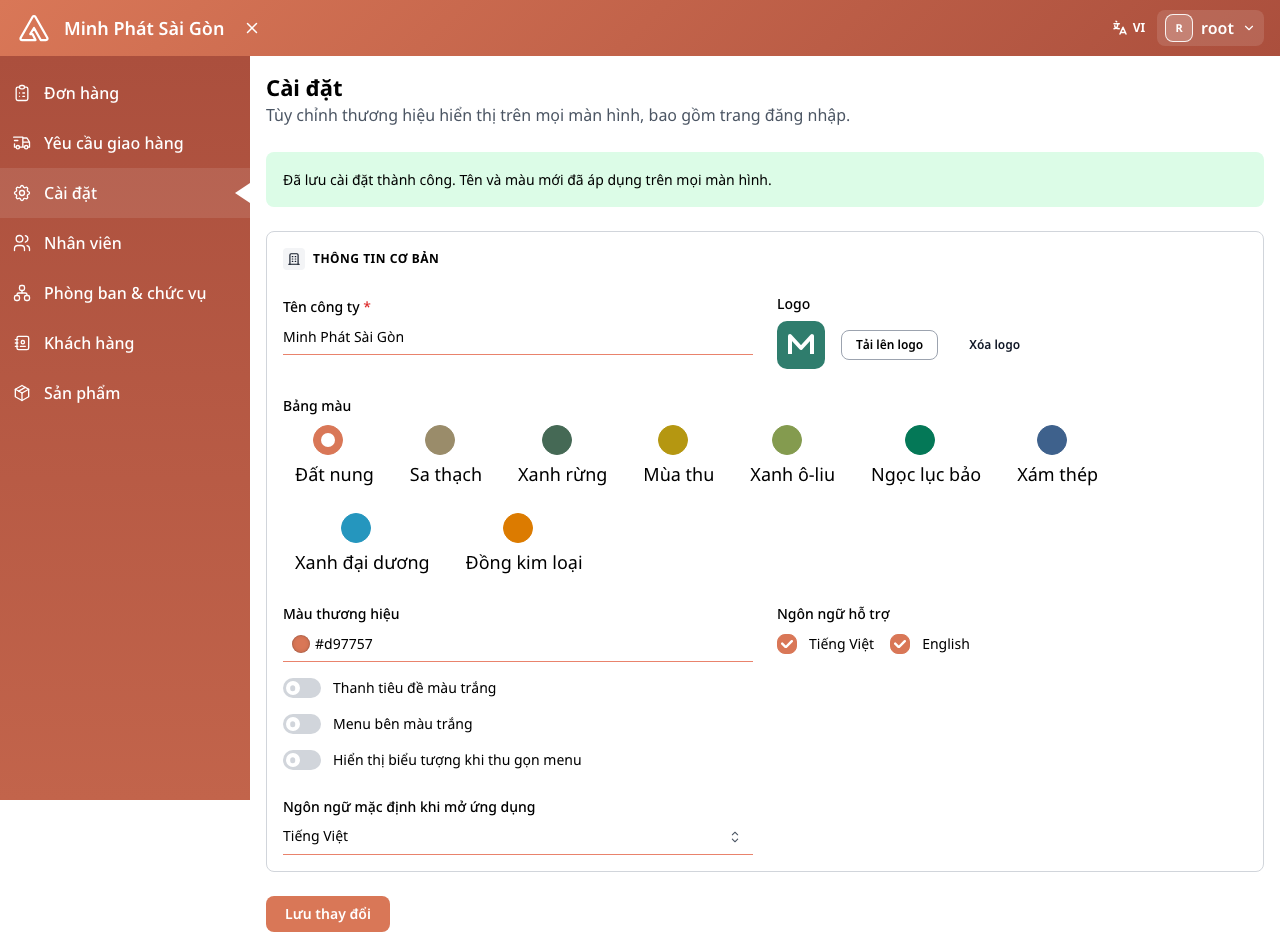 Minh Phát Sài Gòn
VI
R
root
Đơn hàng
Yêu cầu giao hàng
Cài đặt
Nhân viên
Phòng ban & chức vụ
Khách hàng
Sản phẩm
Cài đặt
Tùy chỉnh thương hiệu hiển thị trên mọi màn hình, bao gồm trang đăng nhập.
Đã lưu cài đặt thành công. Tên và màu mới đã áp dụng trên mọi màn hình.
THÔNG TIN CƠ BẢN
Tên công ty *
Minh Phát Sài Gòn
Logo
M
Tải lên logo
Xóa logo
Bảng màu
Đất nung
Sa thạch
Xanh rừng
Mùa thu
Xanh ô-liu
Ngọc lục bảo
Xám thép
Xanh đại dương
Đồng kim loại
Màu thương hiệu
#d97757
Ngôn ngữ hỗ trợ
Tiếng Việt
English
Thanh tiêu đề màu trắng
Menu bên màu trắng
Hiển thị biểu tượng khi thu gọn menu
Ngôn ngữ mặc định khi mở ứng dụng
Tiếng Việt
Lưu thay đổi